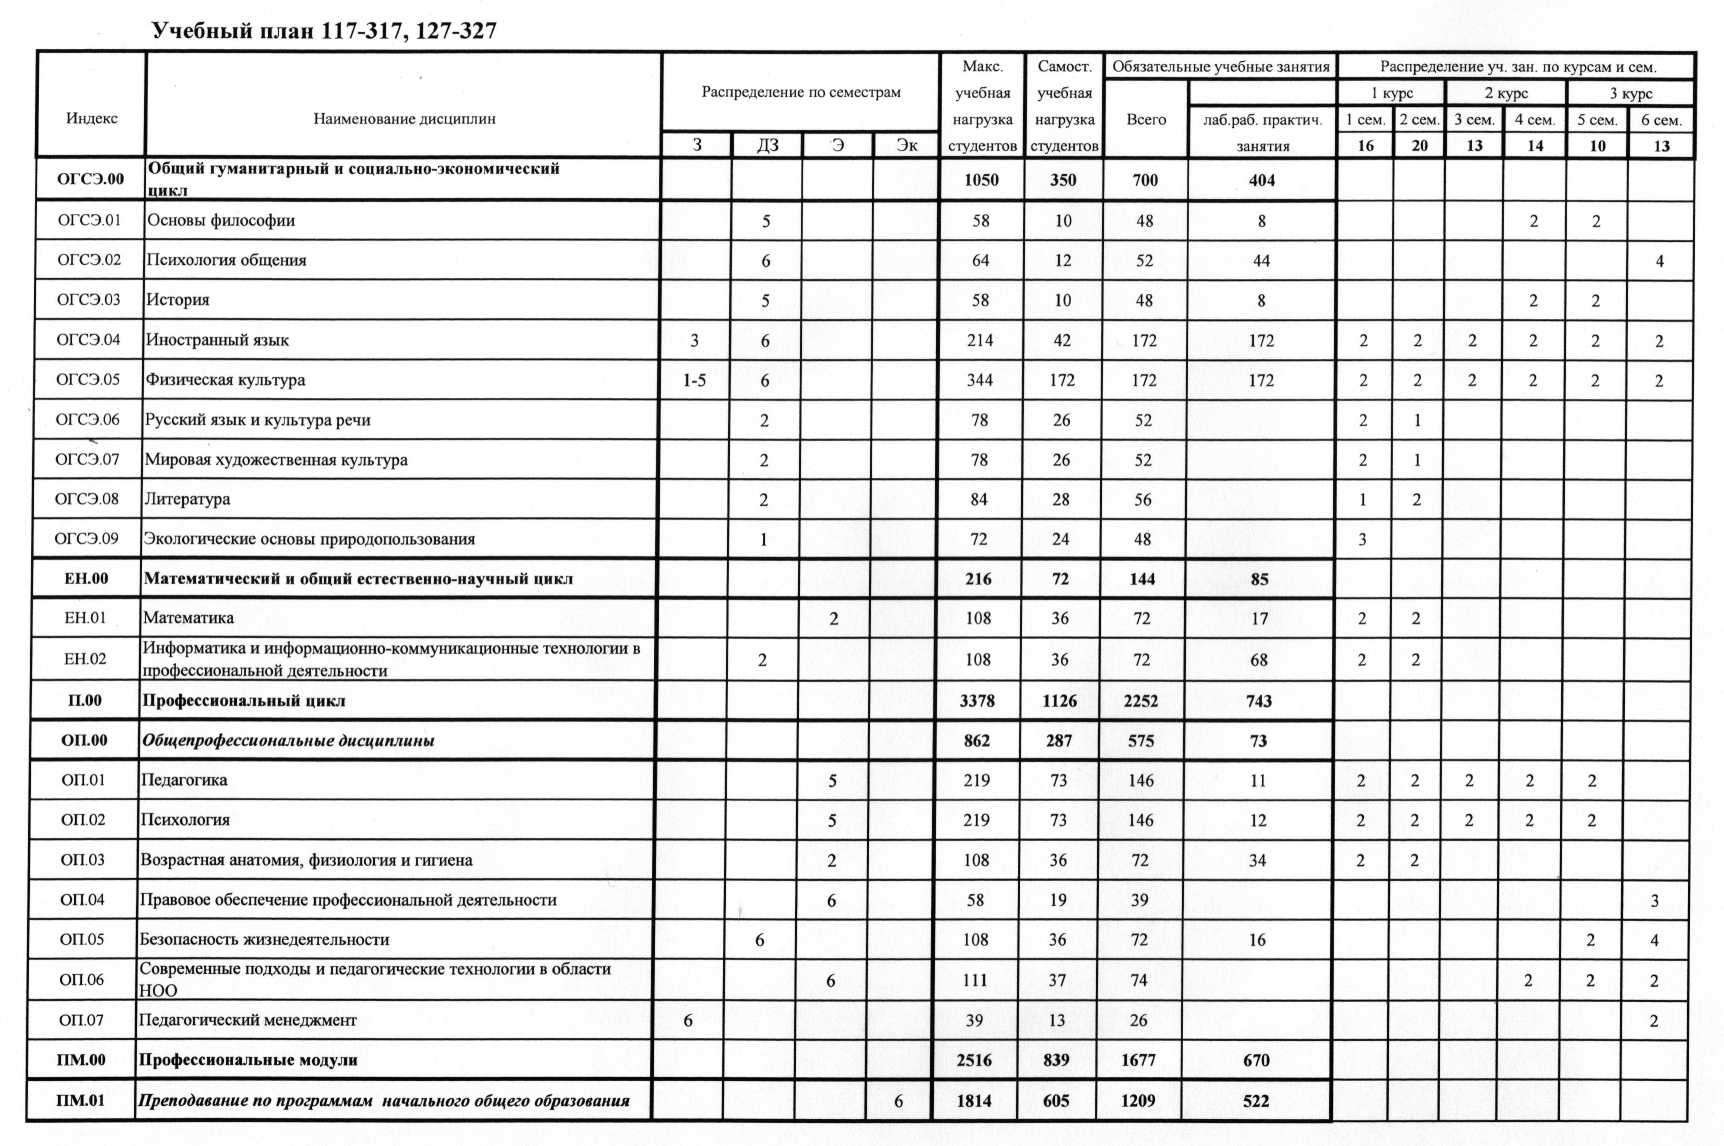 Учебный план 117-317, 127-327
Индекс Наименование дисциплин Распределение по семестрам Макс. учебная нагрузка студентов Самост. учебная нагрузка студентов Обязательные учебные занятия Распределение уч. зан. по курсам и сем.
Всего лаб.раб. практич. занятия 1 курс 2 курс 3 курс
1 сем. 2 сем. 3 сем. 4 сем. 5 сем. 6 сем.
З ДЗ Э Эк 16 20 13 14 10 13
ОГСЭ.00 Общий гуманитарный и социально-экономический
цикл 1050 350 700 404
ОГСЭ.01 Основы философии 5 58 10 48 8 2 2
ОГСЭ.02 Психология общения 6 64 12 52 44 4
ОГСЭ.03 История 5 58 10 48 8 2 2
ОГСЭ.04 Иностранный язык 3 6 214 42 172 172 2 2 2 2 2 2
ОГСЭ.05 Физическая культура 1-5 6 344 172 172 172 2 2 2 2 2 2
ОГСЭ.06 Русский язык и культура речи 2 78 26 52 2 1
ОГСЭ.07 Мировая художественная культура 2 78 26 52 2 1
ОГСЭ.08 Литература 2 84 28 56 1 2
ОГСЭ.09 Экологические основы природопользования 1 72 24 48 3
ЕН.00 Математический и общий естественно-научный цикл 216 72 144 85
ЕН.01 Математика 2 108 36 72 17 2 2
ЕН.02 Информатика и информационно-коммуникационные технологии в
профессиональной деятельности 2 108 36 72 68 2 2
П.00 Профессиональный цикл 3378 1126 2252 743
ОП.00 Общепрофессиональные дисциплины 862 287 575 73
ОП.01 Педагогика 5 219 73 146 11 2 2 2 2 2
ОП.02 Психология 5 219 73 146 12 2 2 2 2 2
ОП.03 Возрастная анатомия, физиология и гигиена 2 108 36 72 34 2 2
ОП.04 Правовое обеспечение профессиональной деятельности 6 58 19 39 3
ОП.05 Безопасность жизнедеятельности 6 108 36 72 16 2 4
ОП.06 Современные подходы и педагогические технологии в области
НОО 6 111 37 74 2 2 2
ОП.07 Педагогический менеджмент 6 39 13 26 2
ПМ.00 Профессиональные модули 2516 839 1677 670
ПМ.01 Преподавание по программам начального общего образования 6 1814 605 1209 522